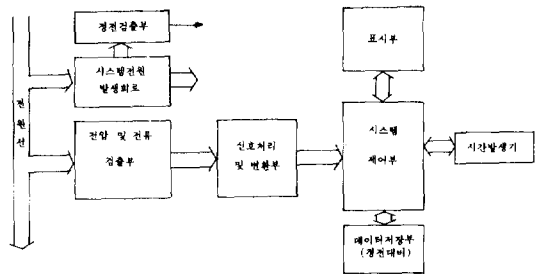 정전검출부
표시부
시스템전원
발생회로
전원선
전압 및 전류
검출부
신호처리
및 변환부
시스템
제어부
시간발생기
데이터저장부
(정전대비)